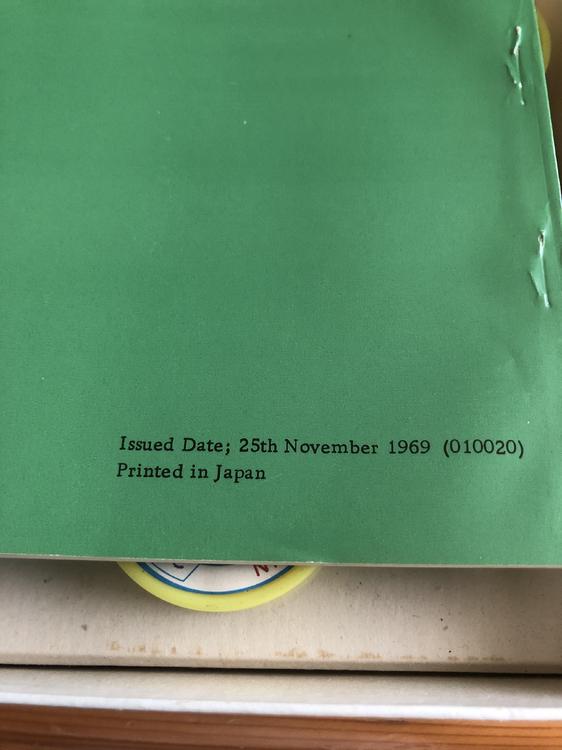 Issued Date; 25th November 1969 (010020)
Printed in Japan